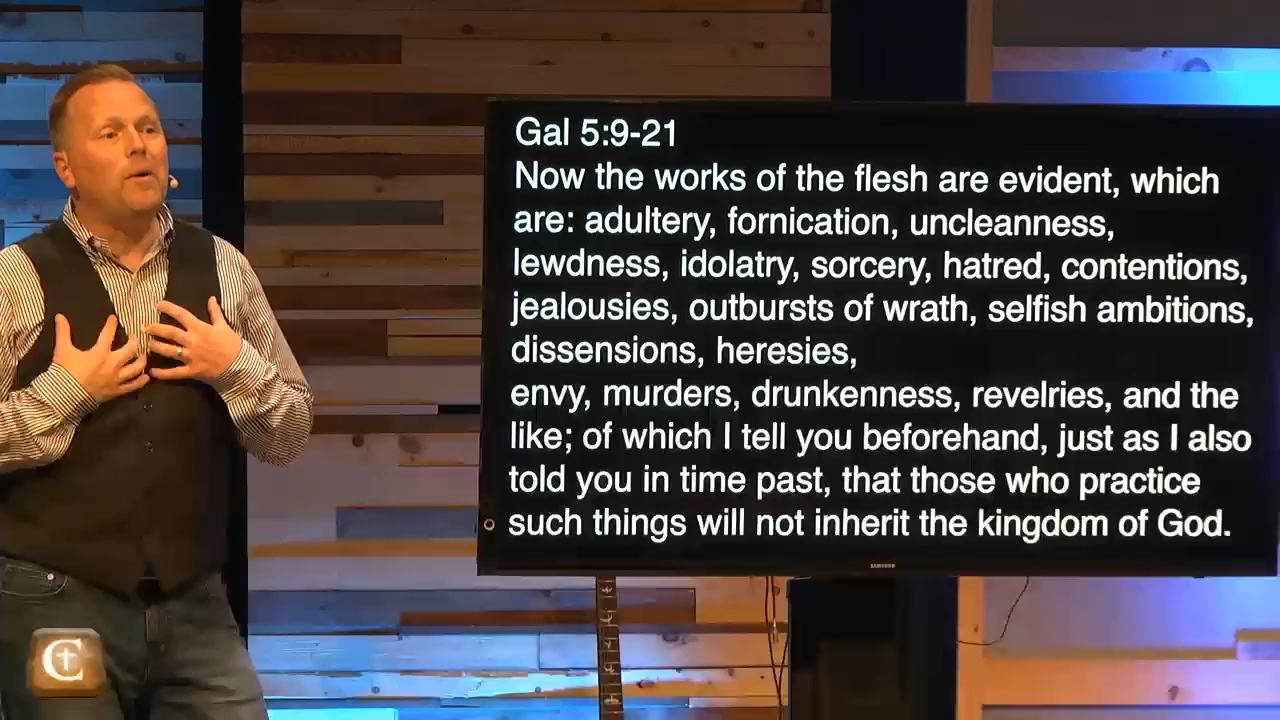 Gal 5:9-21
Now the works of the flesh are evident, which
are: adultery, fornication, uncleanness,
lewdness, idolatry, sorcery, hatred, contentions,
jealousies, outbursts of wrath, selfish ambitions,
dissensions, heresies,
envy, murders, drunkenness, revelries, and the
like; of which I tell you beforehand, just as I also
told you in time past, that those who practice
such things will not inherit the kingdom of God.
SAMSUNG
C